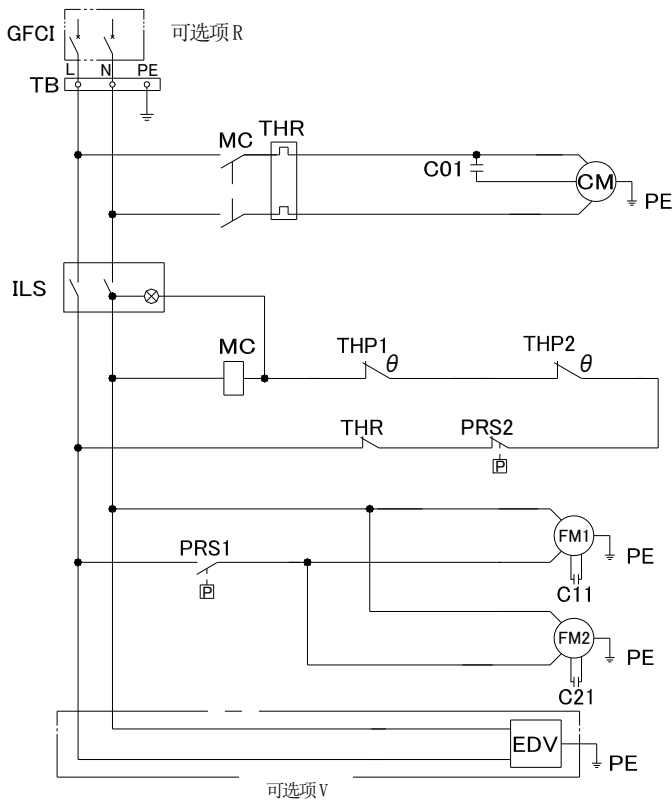 GFCI
可选项R
L N PE
TB
MC THR
C01
CM
PE
ILS
MC
THP1 θ
THP2 θ
THR
PRS2
P
PRS1
P
FM1
PE
C11
FM2
PE
C21
EDV
PE
可选项V